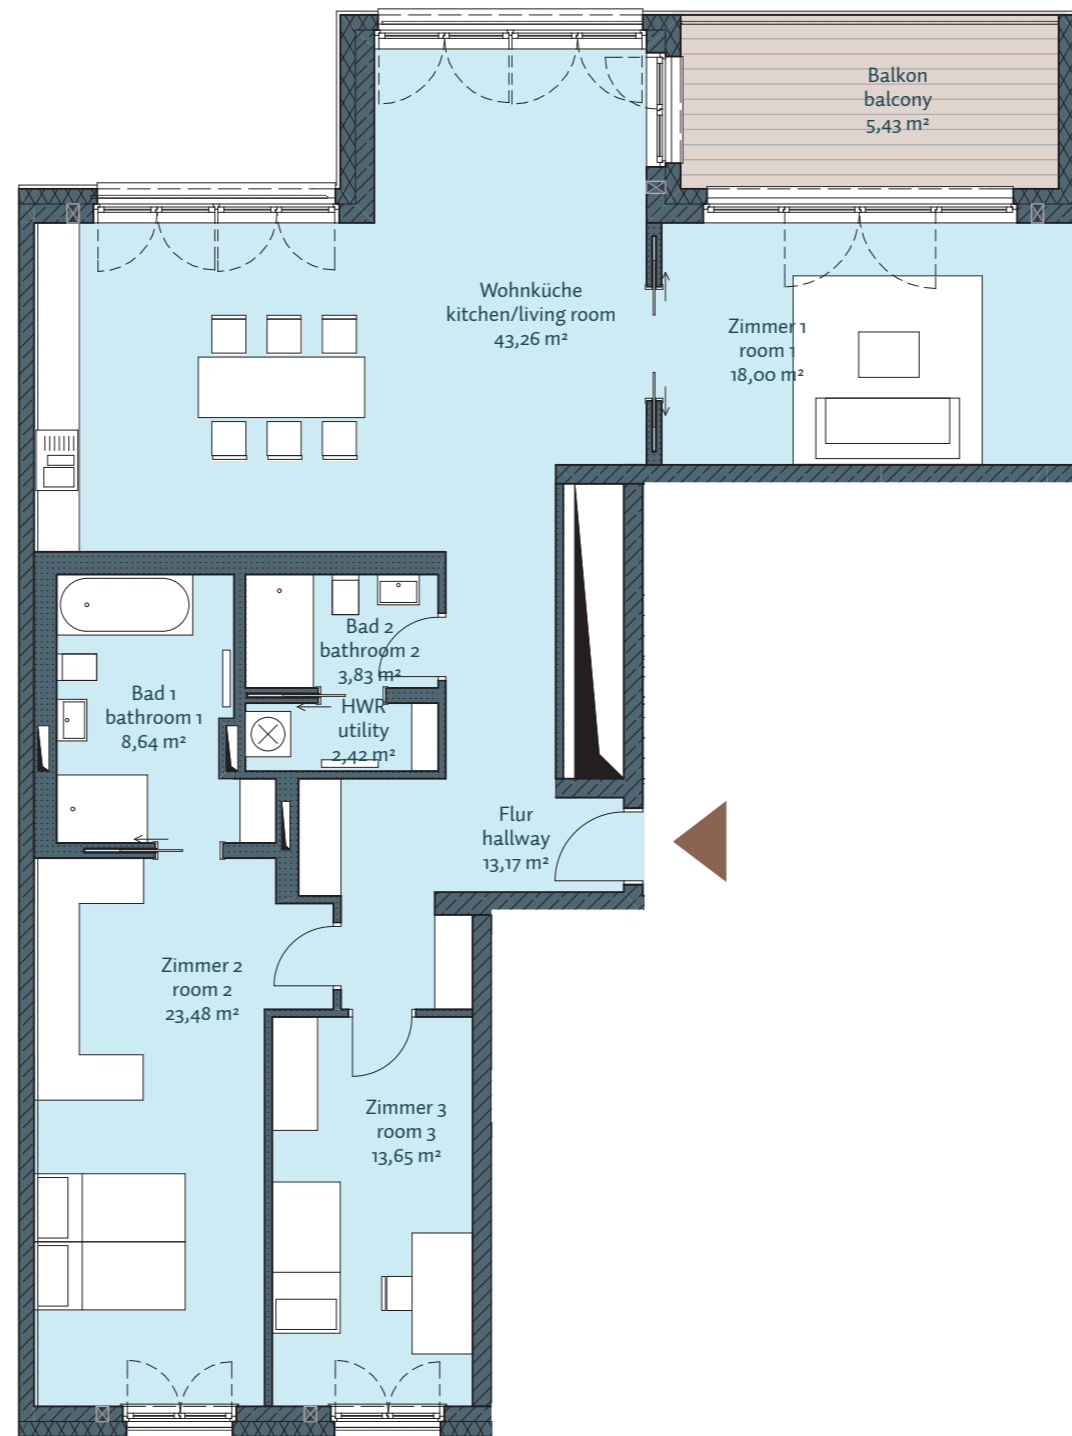 Balkon
balcony
5,43 m²
Wohnküche
kitchen/living room
43,26 m²
Zimmer 1
room 1
18,00 m²
Bad 2
bathroom 2
3,83 m²
HWR
utility
2,42 m²
Bad 1
bathroom 1
8,64 m²
Flur
hallway
13,17 m²
Zimmer 2
room 2
23,48 m²
Zimmer 3
room 3
13,65 m²